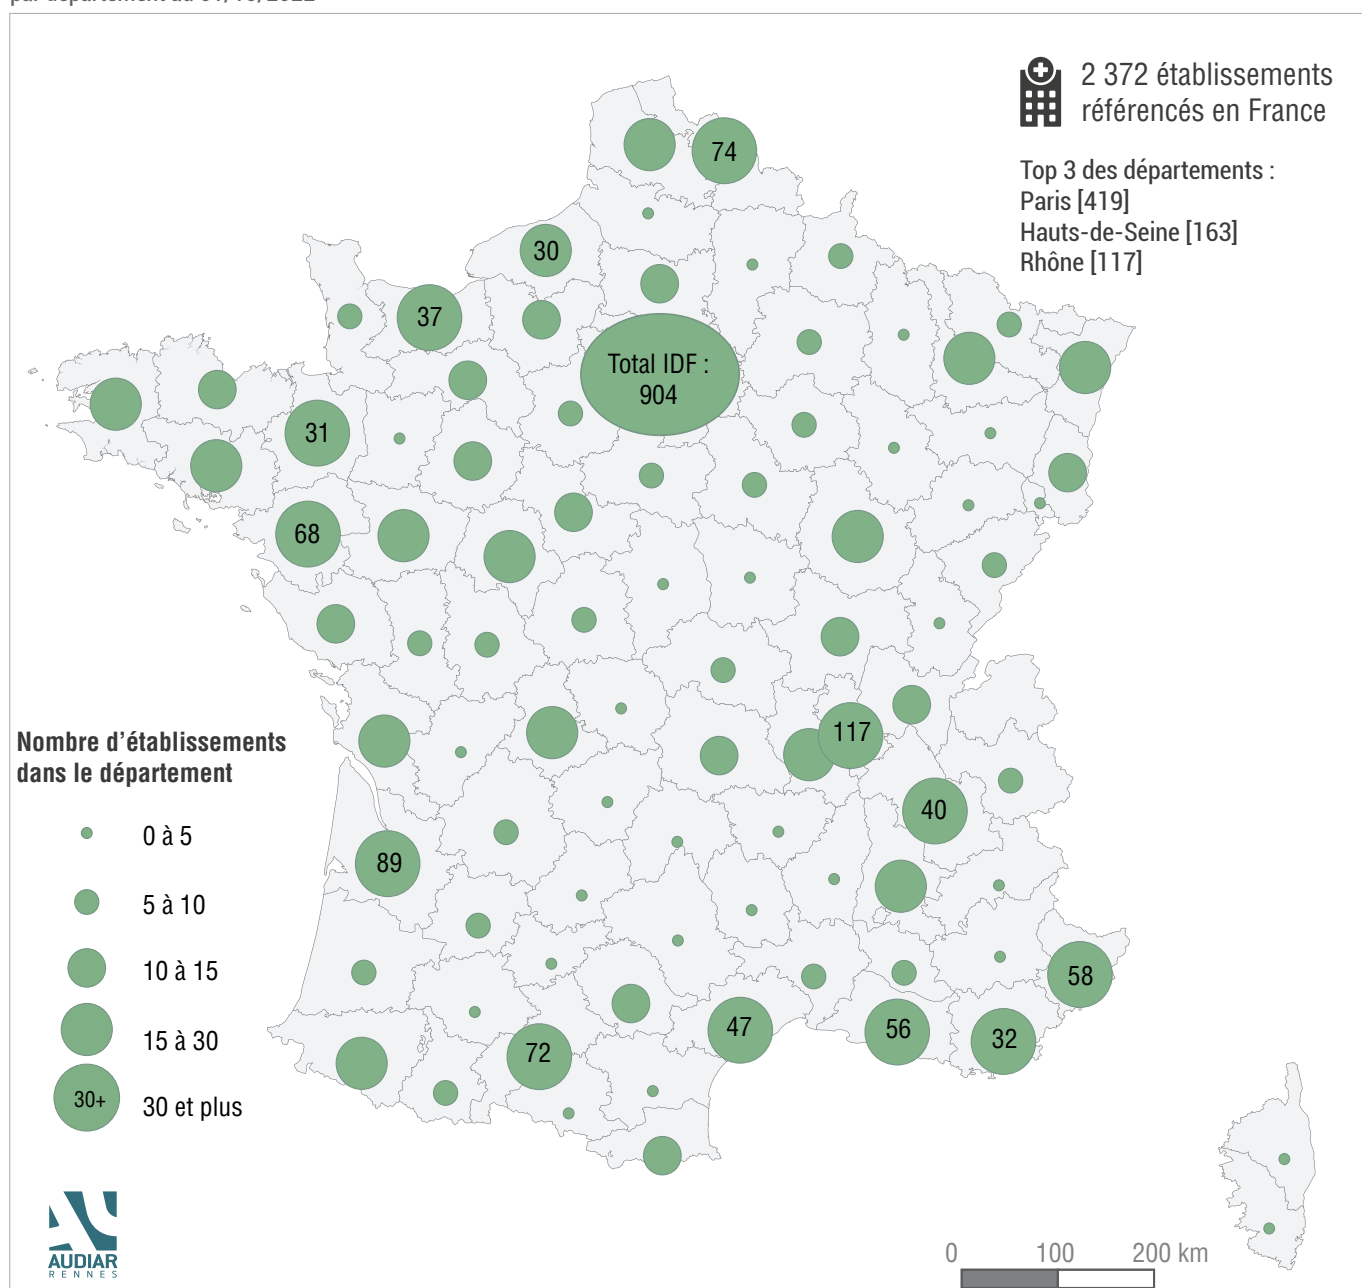 2 372 établissements
référencés en France
Top 3 des départements :
Paris [419]
Hauts-de-Seine [163]
Rhône [117]
74
30
37
Total IDF :
904
31
68
117
40
89
58
47
56
32
72
Nombre d'établissements
dans le département
0 à 5
5 à 10
10 à 15
15 à 30
30+
30 et plus
AUDIAR
RENNES
0 100 200 km